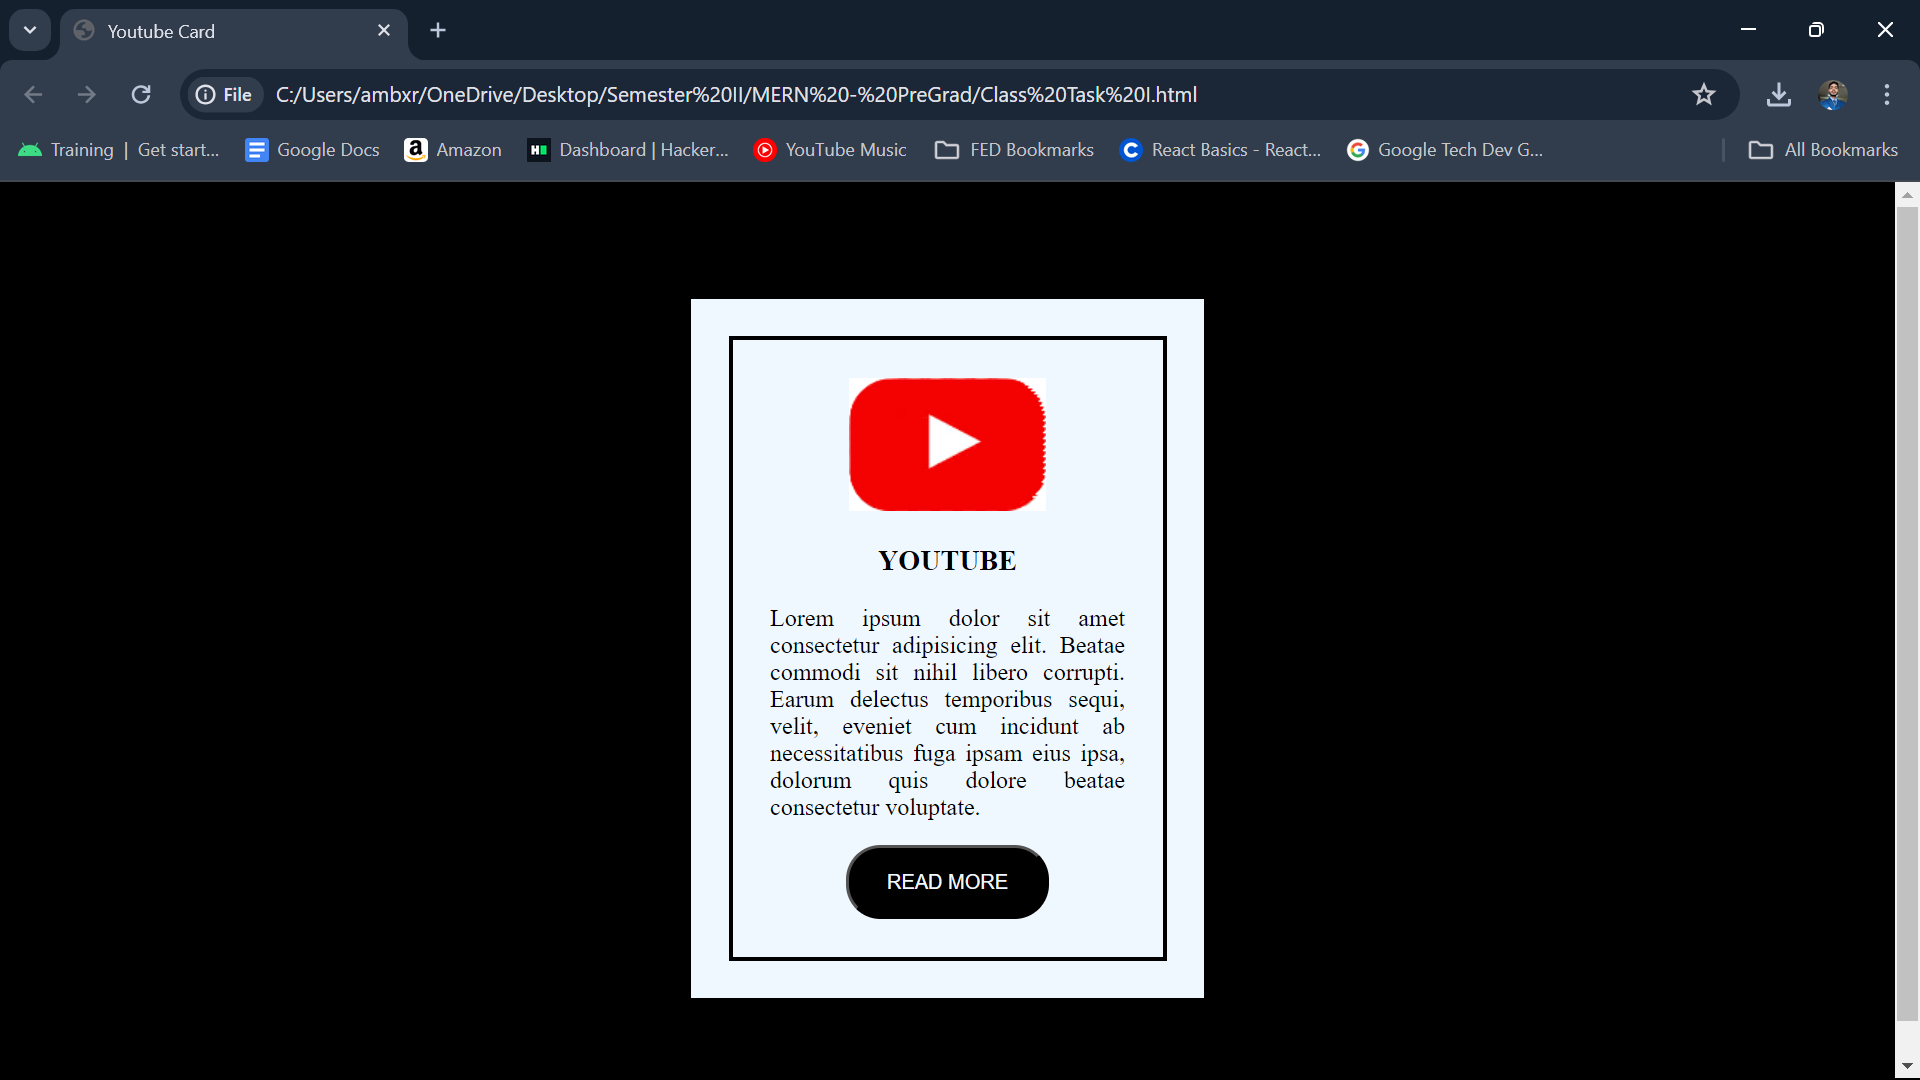 Youtube Card
File
C:/Users/ambxr/OneDrive/Desktop/Semester%20II/MERN%20-%20PreGrad/Class%20Task%20I.html
Training | Get start...
Google Docs
Amazon
Dashboard | Hacker...
YouTube Music
FED Bookmarks
React Basics - React...
Google Tech Dev G...
All Bookmarks
YOUTUBE
Lorem ipsum dolor sit amet
consectetur adipisicing elit. Beatae
commodi sit nihil libero corrupti.
Earum delectus temporibus sequi,
velit, eveniet cum incidunt ab
necessitatibus fuga ipsam eius ipsa,
dolorum quis dolore beatae
consectetur voluptate.
READ MORE